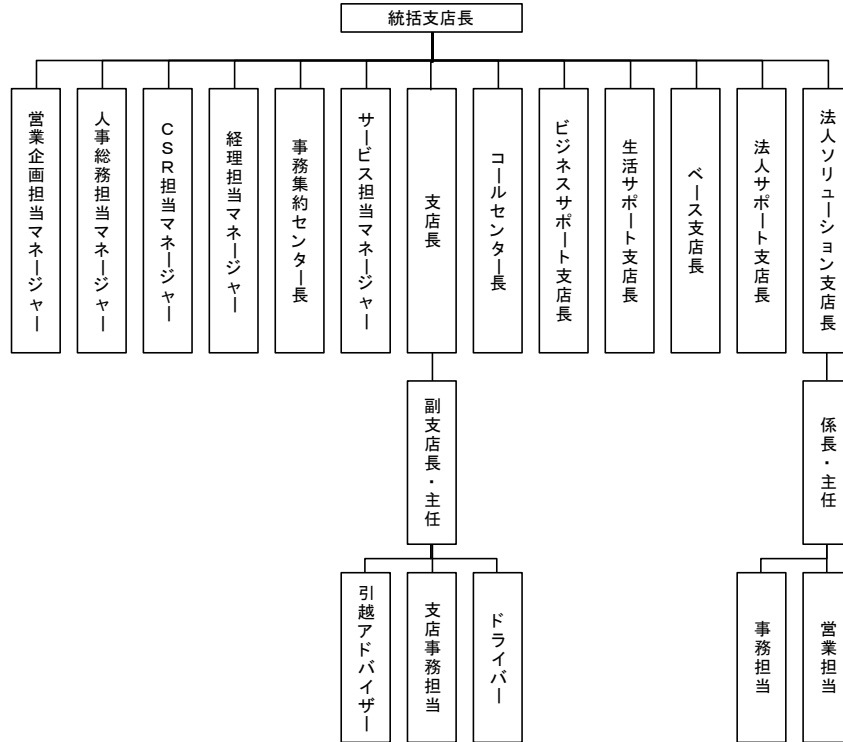 統括支店長
営業企画担当マネージャー
人事総務担当マネージャー
CSR担当マネージャー
経理担当マネージャー
事務集約センター長
サービス担当マネージャー
支店長
コールセンター長
ビジネスサポート支店長
生活サポート支店長
ベース支店長
法人サポート支店長
法人ソリューション支店長
副支店長・主任
係長・主任
引越アドバイザー
支店事務担当
ドライバー
事務担当
営業担当